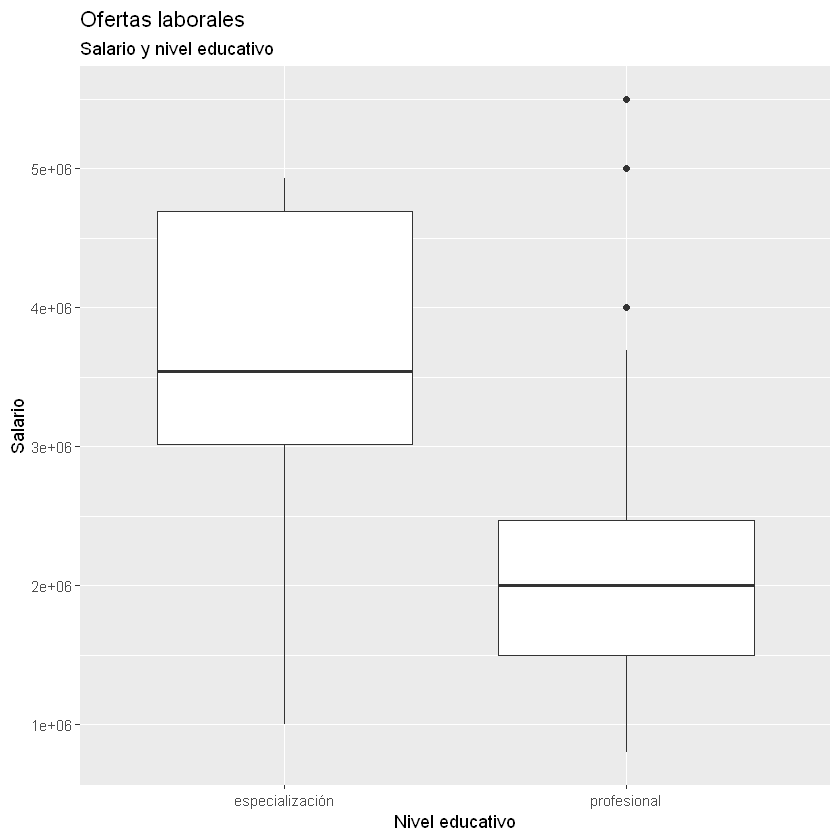 Ofertas laborales
Salario y nivel educativo
Salario
5e+06
4e+06
3e+06
2e+06
1e+06
especialización
profesional
Nivel educativo